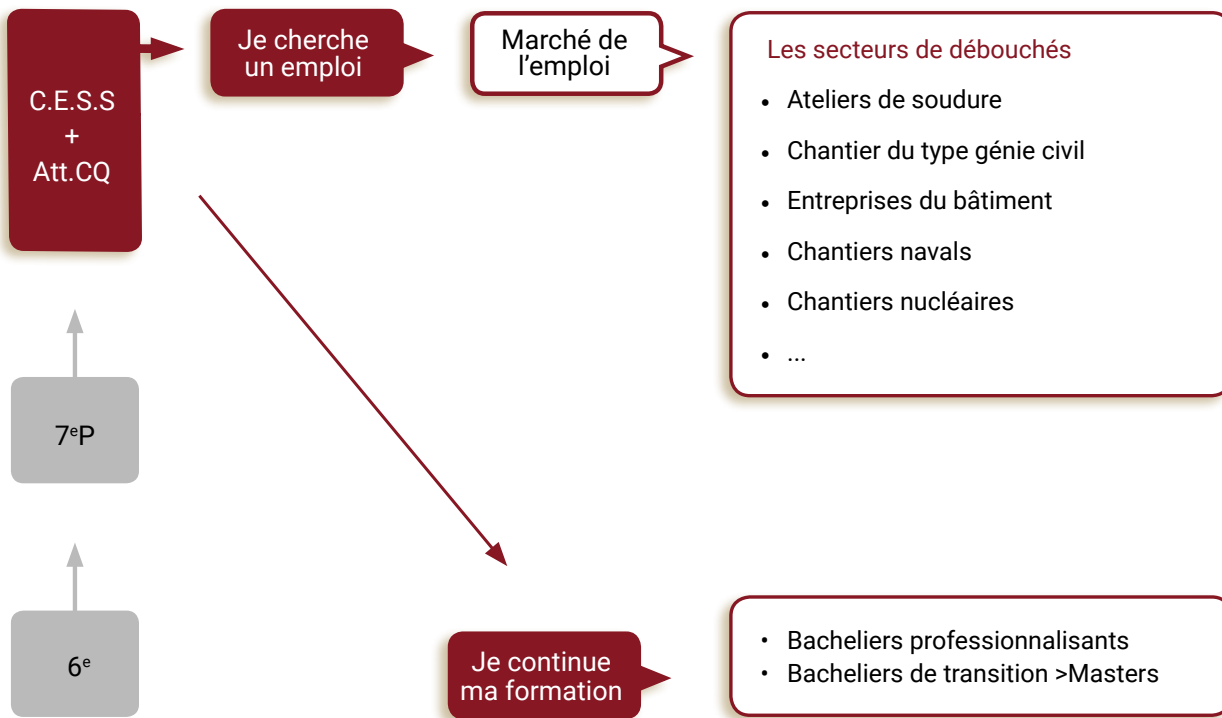 C.E.S.S
+
Att.CQ
Je cherche
un emploi
Marché de
l'emploi
Les secteurs de débouchés
• Ateliers de soudure
• Chantier du type génie civil
• Entreprises du bâtiment
• Chantiers navals
• Chantiers nucléaires
• ...
7ᵉP
6ᵉ
Je continue
ma formation
• Bacheliers professionnalisants
• Bacheliers de transition >Masters